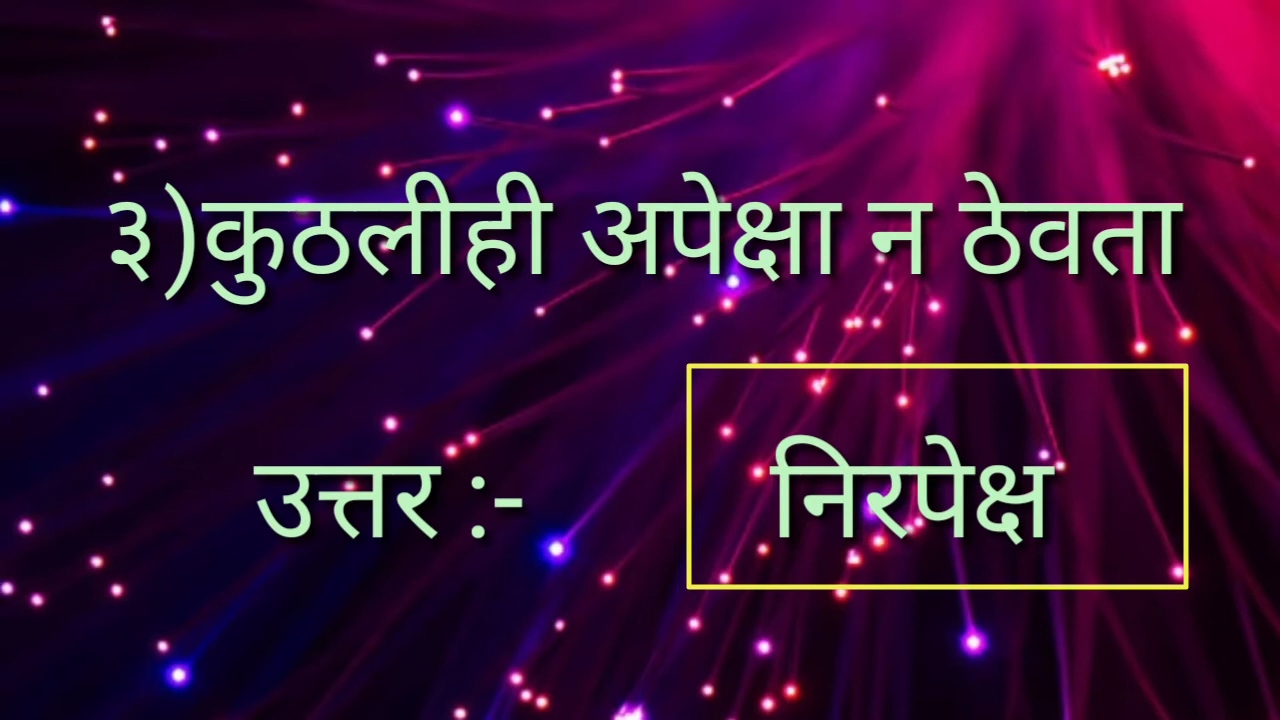 ३)कुठलीही अपेक्षा न ठेवता
उत्तर :- निरपेक्ष